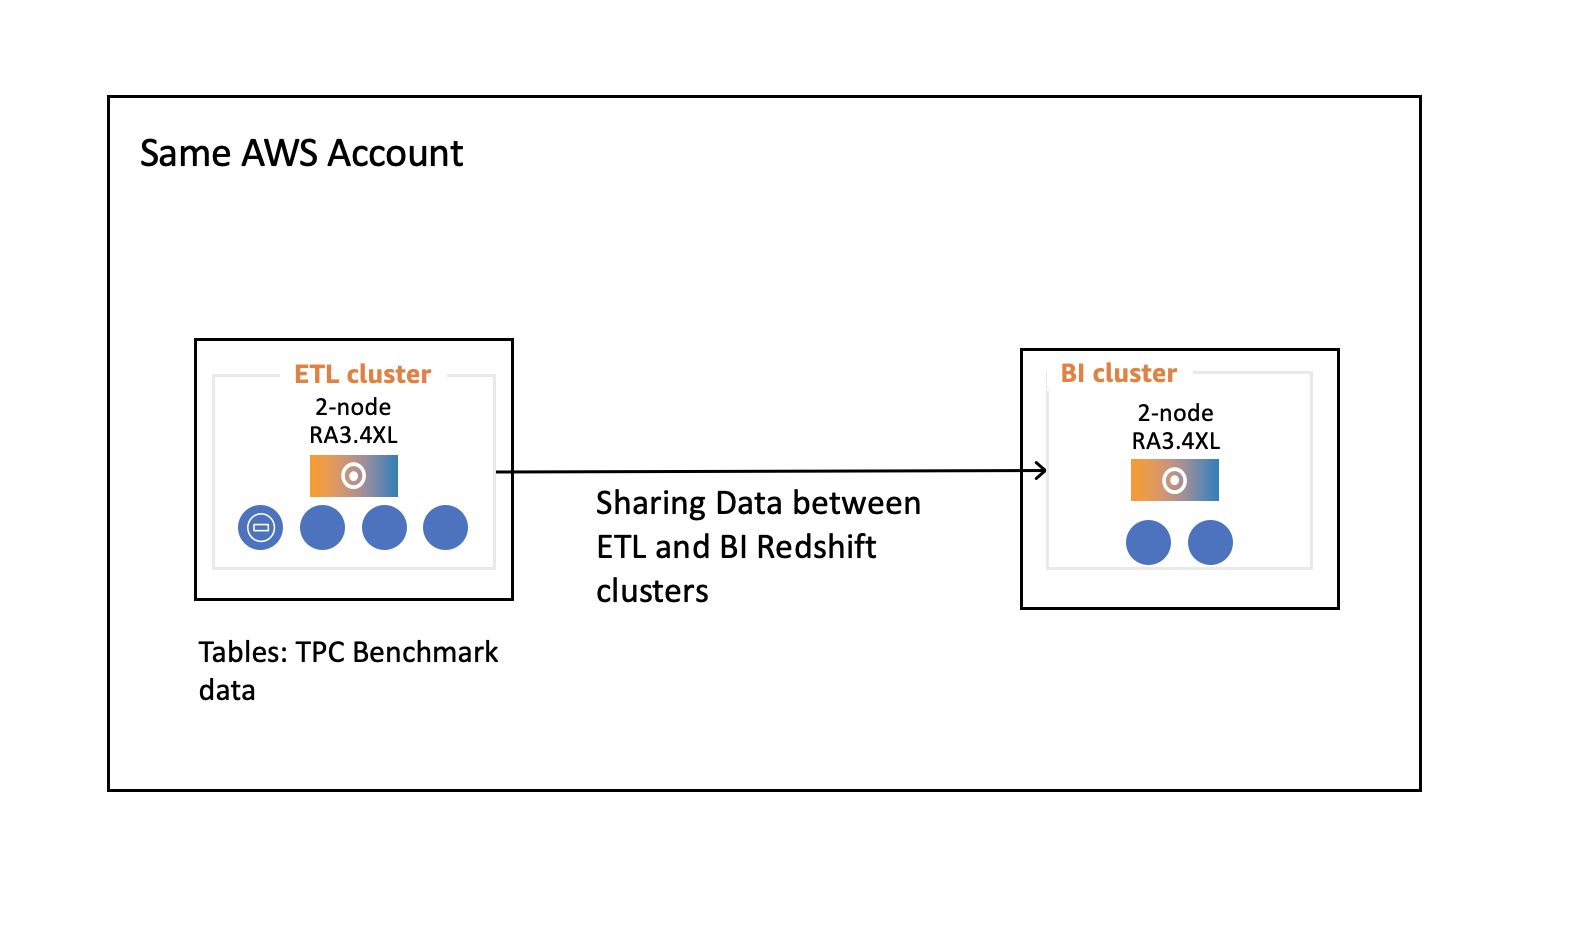 Same AWS Account
ETL cluster
2-node
RA3.4XL
BI cluster
2-node
RA3.4XL
Sharing Data between
ETL and BI Redshift
clusters
Tables: TPC Benchmark
data